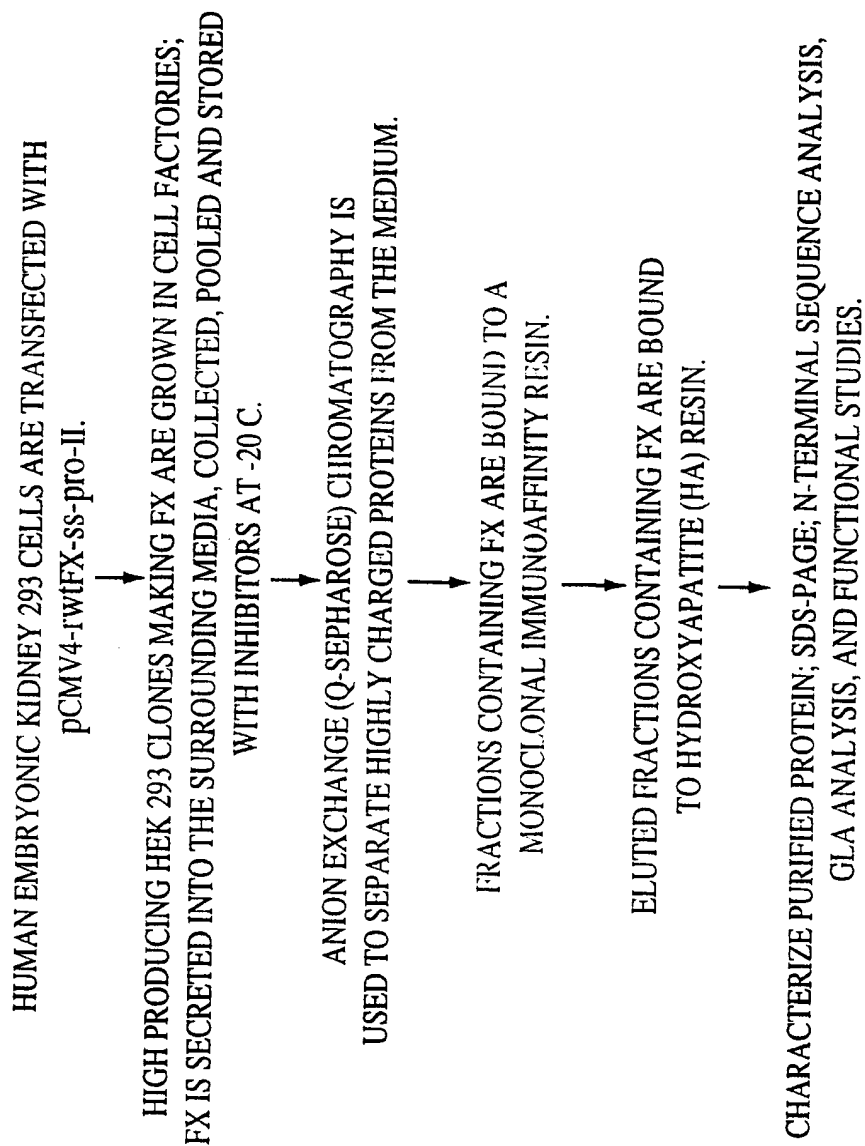 HUMAN EMBRYONIC KIDNEY 293 CELLS ARE TRANSFECTED WITH
pCMV4-rwtFX-ss-pro-II.
HIGH PRODUCING HEK 293 CLONES MAKING FX ARE GROWN IN CELL FACTORIES;
FX IS SECRETED INTO THE SURROUNDING MEDIA, COLLECTED, POOLED AND STORED
WITH INHIBITORS AT -20 C.
ANION EXCHANGE (Q-SEPHAROSE) CHROMATOGRAPHY IS
USED TO SEPARATE HIGHLY CHARGED PROTEINS FROM THE MEDIUM.
FRACTIONS CONTAINING FX ARE BOUND TO A
MONOCLONAL IMMUNOAFFINITY RESIN.
ELUTED FRACTIONS CONTAINING FX ARE BOUND
TO HYDROXYAPATITE (HA) RESIN.
CHARACTERIZE PURIFIED PROTEIN; SDS-PAGE; N-TERMINAL SEQUENCE ANALYSIS,
GLA ANALYSIS, AND FUNCTIONAL STUDIES.